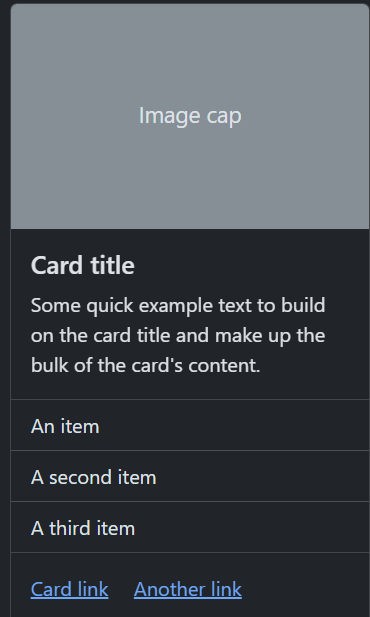 Image cap
Card title
Some quick example text to build
on the card title and make up the
bulk of the card's content.
An item
A second item
A third item
Card link Another link